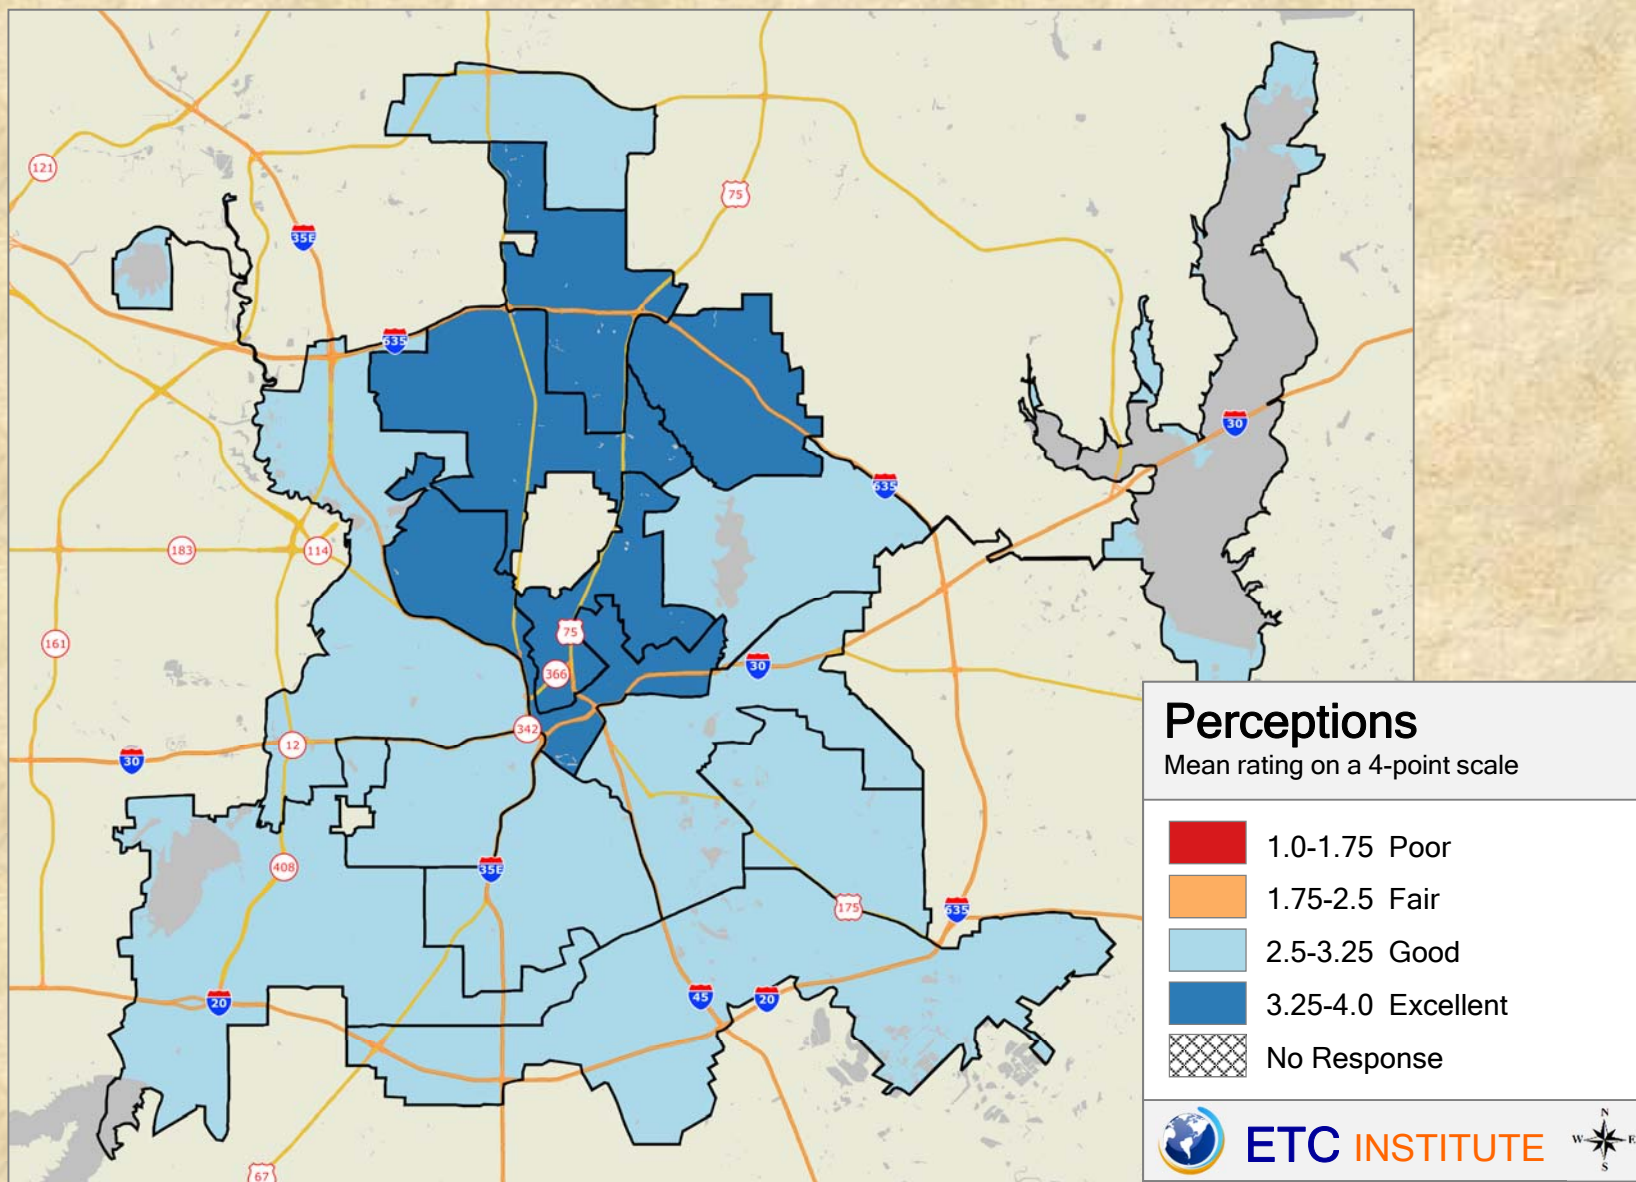 121
75
35E
635
30
635
183
114
161
75
366
30
342
12
30
408
35E
175
635
20
45
20
67
Perceptions
Mean rating on a 4-point scale
1.0-1.75 Poor
1.75-2.5 Fair
2.5-3.25 Good
3.25-4.0 Excellent
No Response
ETC INSTITUTE
N
W E
S